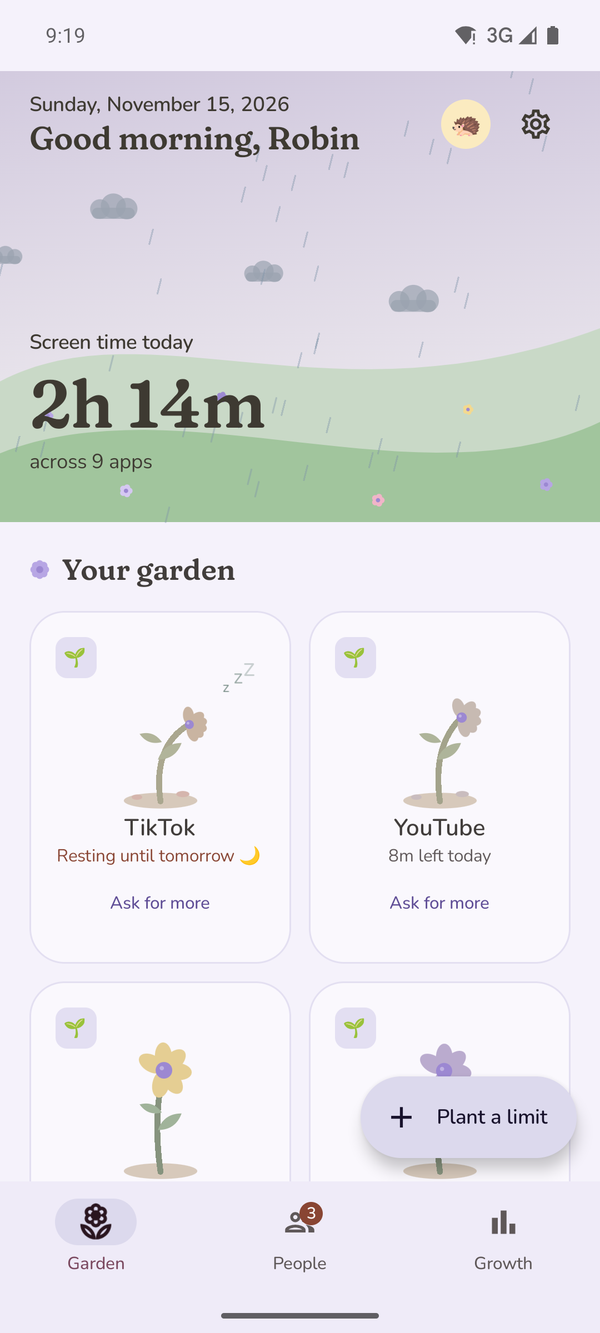 9:19
3G
Sunday, November 15, 2026
Good morning, Robin
Screen time today
2h 14m
across 9 apps
Your garden
z z Z
TikTok
Resting until tomorrow 🌙
Ask for more
YouTube
8m left today
Ask for more
Plant a limit
3
Garden
People
Growth